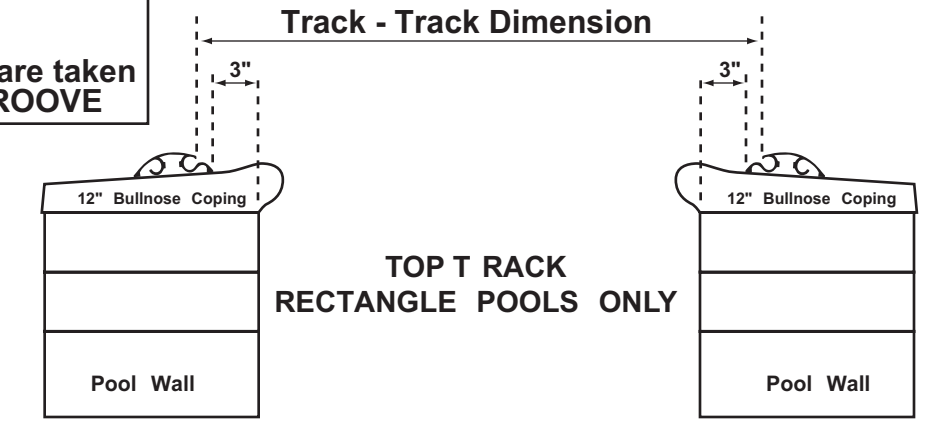 are taken
ROOVE
Track - Track Dimension
3" 3"
12" Bullnose Coping 12" Bullnose Coping
TOP T RACK
RECTANGLE POOLS ONLY
Pool Wall Pool Wall